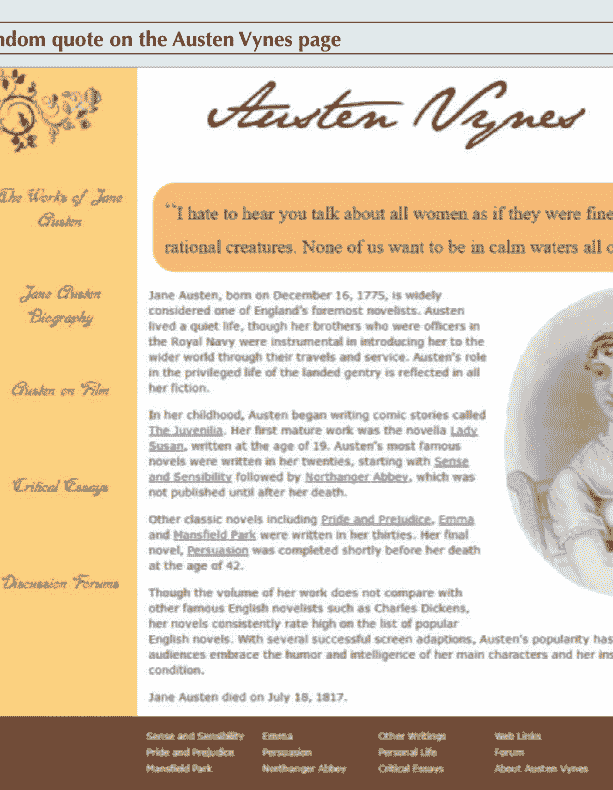 ndom quote on the Austen Vynes page
Austen Vynes
The Works of Jane
Austen
Jane Austen
Biography
Austen on Film
Critical Essays
Discussion Forums
“I hate to hear you talk about all women as if they were fine
rational creatures. None of us want to be in calm waters all o
Jane Austen, born on December 16, 1775, is widely
considered one of England's foremost novelists. Austen
lived a quiet life, though her brothers who were officers in
the Royal Navy were instrumental in introducing her to the
wider world through their travels and service. Austen's role
in the privileged life of the landed gentry is reflected in all
her fiction.
In her childhood, Austen began writing comic stories called
The Juvenilia. Her first mature work was the novella Lady
Susan, written at the age of 19. Austen's most famous
novels were written in her twenties, starting with Sense
and Sensibility followed by Northanger Abbey, which was
not published until after her death.
Other classic novels including Pride and Prejudice, Emma
and Mansfield Park were written in her thirties. Her final
novel, Persuasion was completed shortly before her death
at the age of 42.
Though the volume of her work does not compare with
other famous English novelists such as Charles Dickens,
her novels consistently rate high on the list of popular
English novels. With several successful screen adaptions, Austen's popularity has
audiences embrace the humor and intelligence of her main characters and her ins
condition.
Jane Austen died on July 18, 1817.
Sense and Sensibility Emma Other Writings Web Links
Pride and Prejudice Persuasion Personal Life Forum
Mansfield Park Northanger Abbey Critical Essays About Austen Vynes